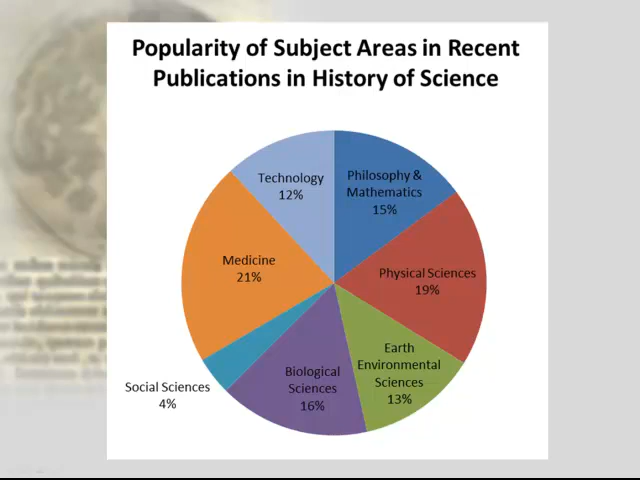 Popularity of Subject Areas in Recent
Publications in History of Science
Technology
12%
Philosophy &
Mathematics
15%
Medicine
21%
Physical Sciences
19%
Earth
Environmental
Sciences
13%
Biological
Sciences
16%
Social Sciences
4%